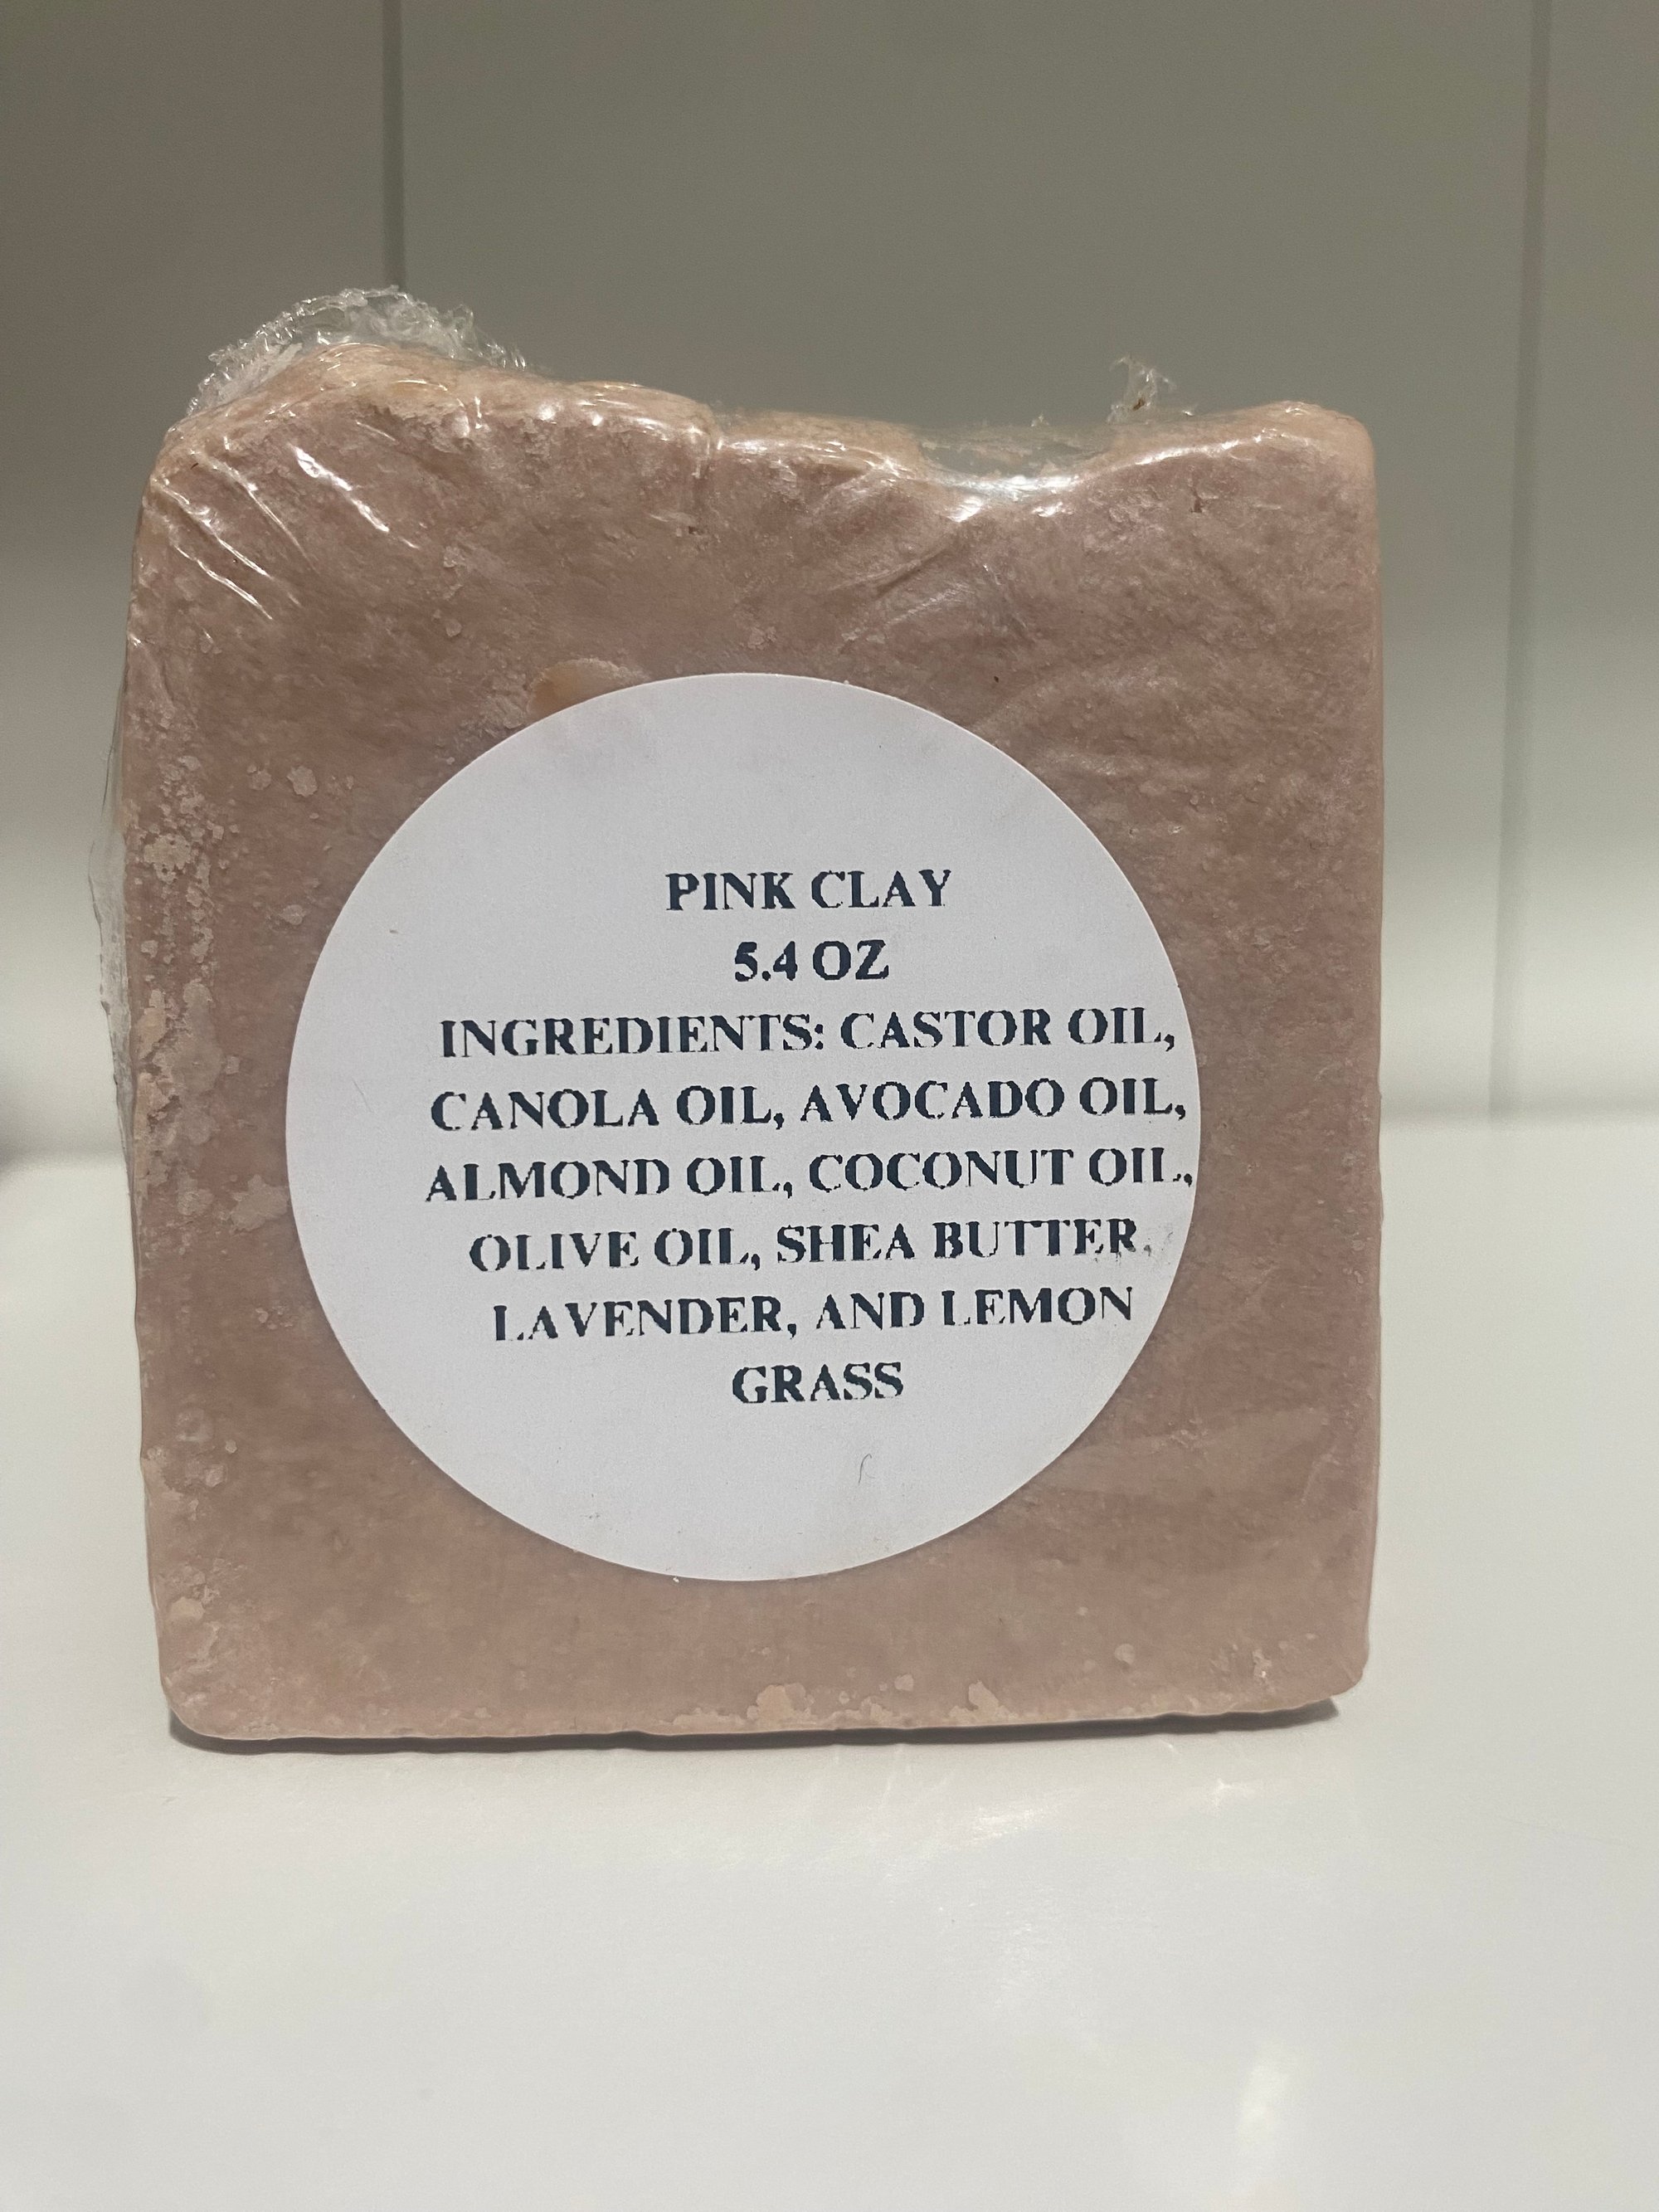 PINK CLAY
5.4 OZ
INGREDIENTS: CASTOR OIL,
CANOLA OIL, AVOCADO OIL,
ALMOND OIL, COCONUT OIL,
OLIVE OIL, SHEA BUTTER,
LAVENDER, AND LEMON
GRASS